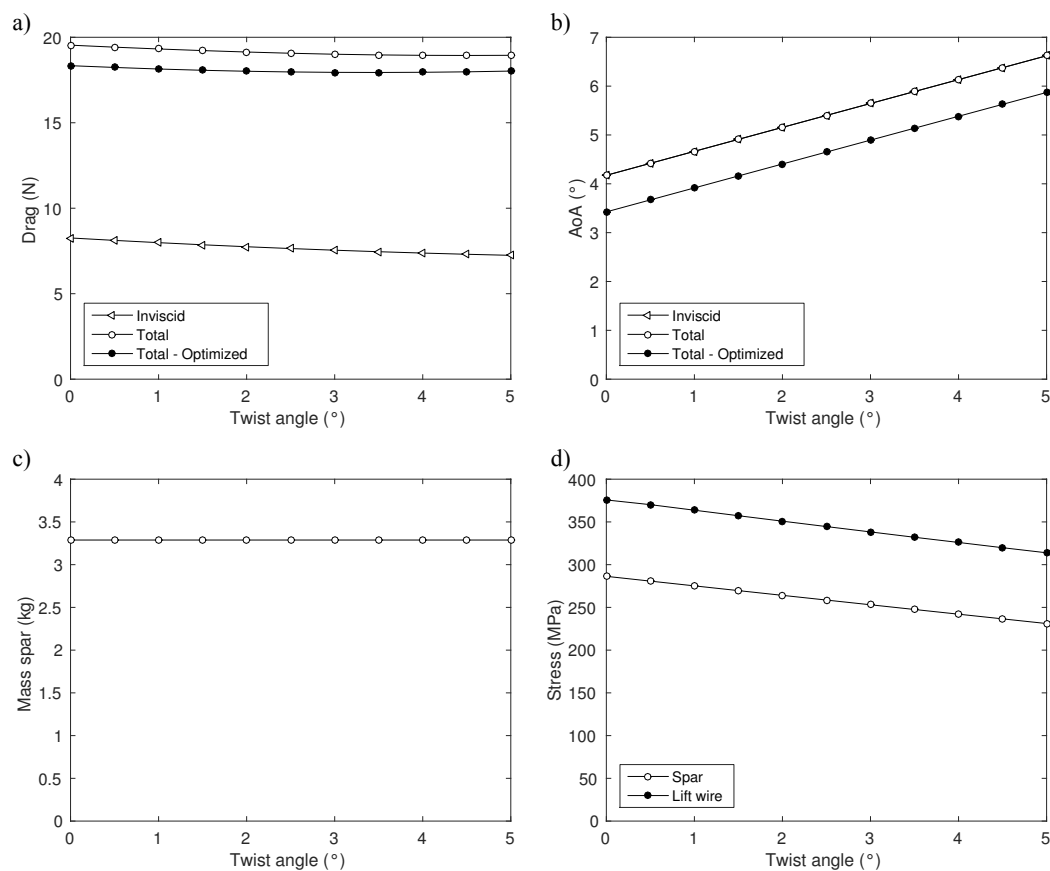 a)
20
15
10
5
0
Drag (N)
Inviscid
Total
Total - Optimized
0 1 2 3 4 5
Twist angle (°)
b)
7
6
5
4
3
2
1
0
AoA (°)
Inviscid
Total
Total - Optimized
0 1 2 3 4 5
Twist angle (°)
c)
4
3.5
3
2.5
2
1.5
1
0.5
0
Mass spar (kg)
0 1 2 3 4 5
Twist angle (°)
d)
400
350
300
250
200
150
100
50
0
Stress (MPa)
Spar
Lift wire
0 1 2 3 4 5
Twist angle (°)